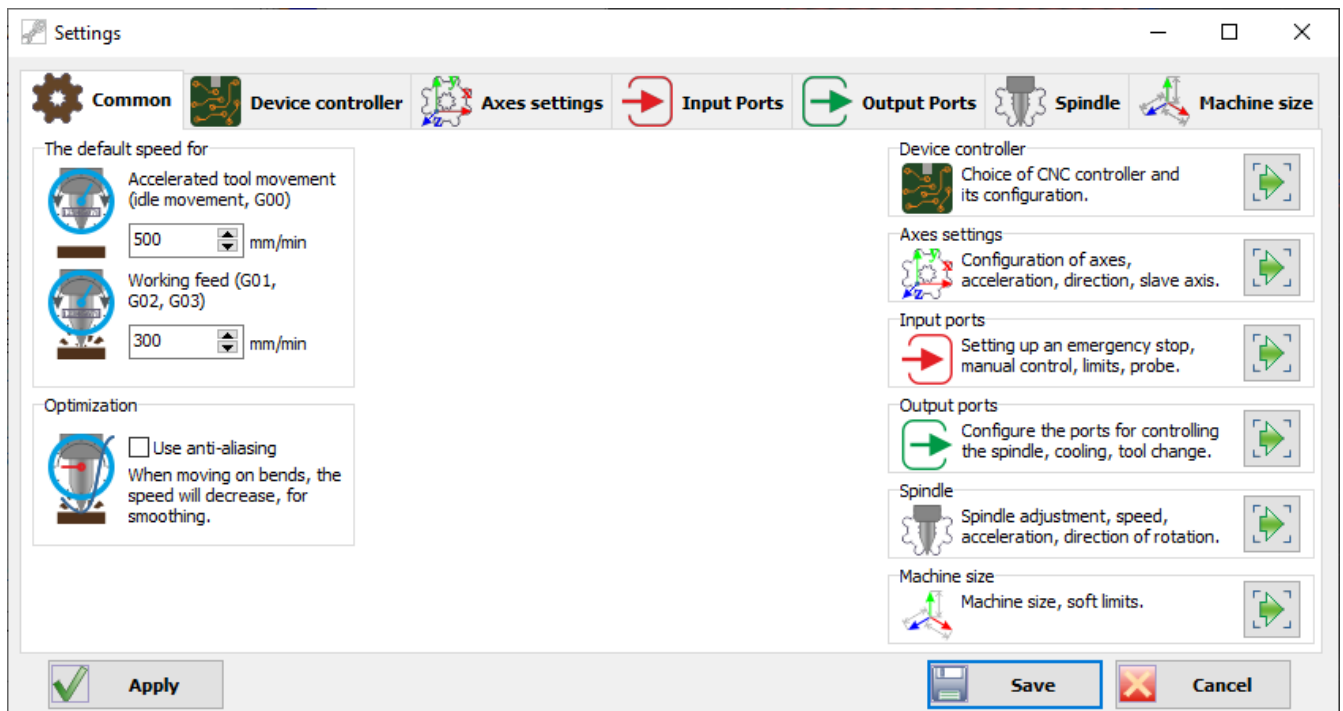 Settings
Common
Device controller
Axes settings
Input Ports
Output Ports
Spindle
Machine size
The default speed for
Accelerated tool movement
(idle movement, G00)
500
mm/min
Working feed (G01,
G02, G03)
300
mm/min
Optimization
Use anti-aliasing
When moving on bends, the
speed will decrease, for
smoothing.
Device controller
Choice of CNC controller and
its configuration.
Axes settings
Configuration of axes,
acceleration, direction, slave axis.
Input ports
Setting up an emergency stop,
manual control, limits, probe.
Output ports
Configure the ports for controlling
the spindle, cooling, tool change.
Spindle
Spindle adjustment, speed,
acceleration, direction of rotation.
Machine size
Machine size, soft limits.
Apply
Save
Cancel